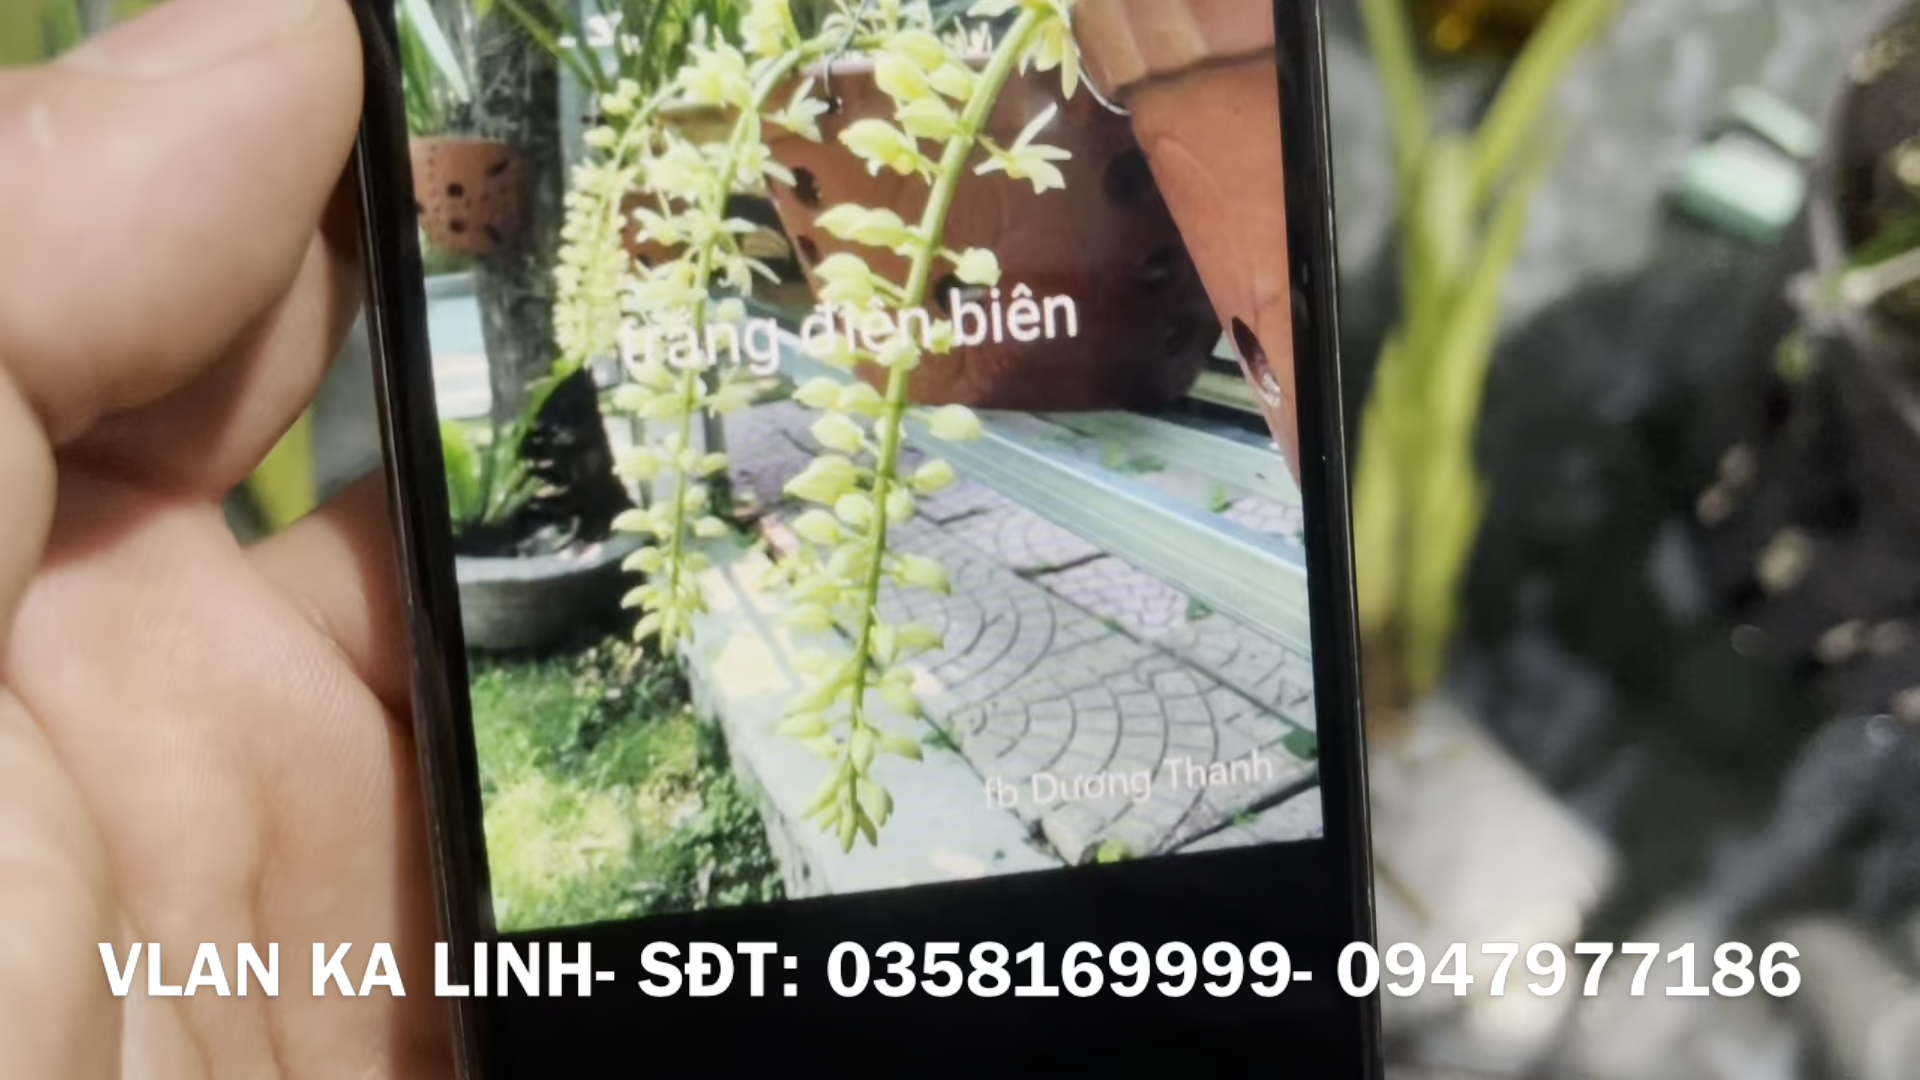 trắng điện biên
fb Dương Thanh
VLAN KA LINH- SĐT: 0358169999- 0947977186